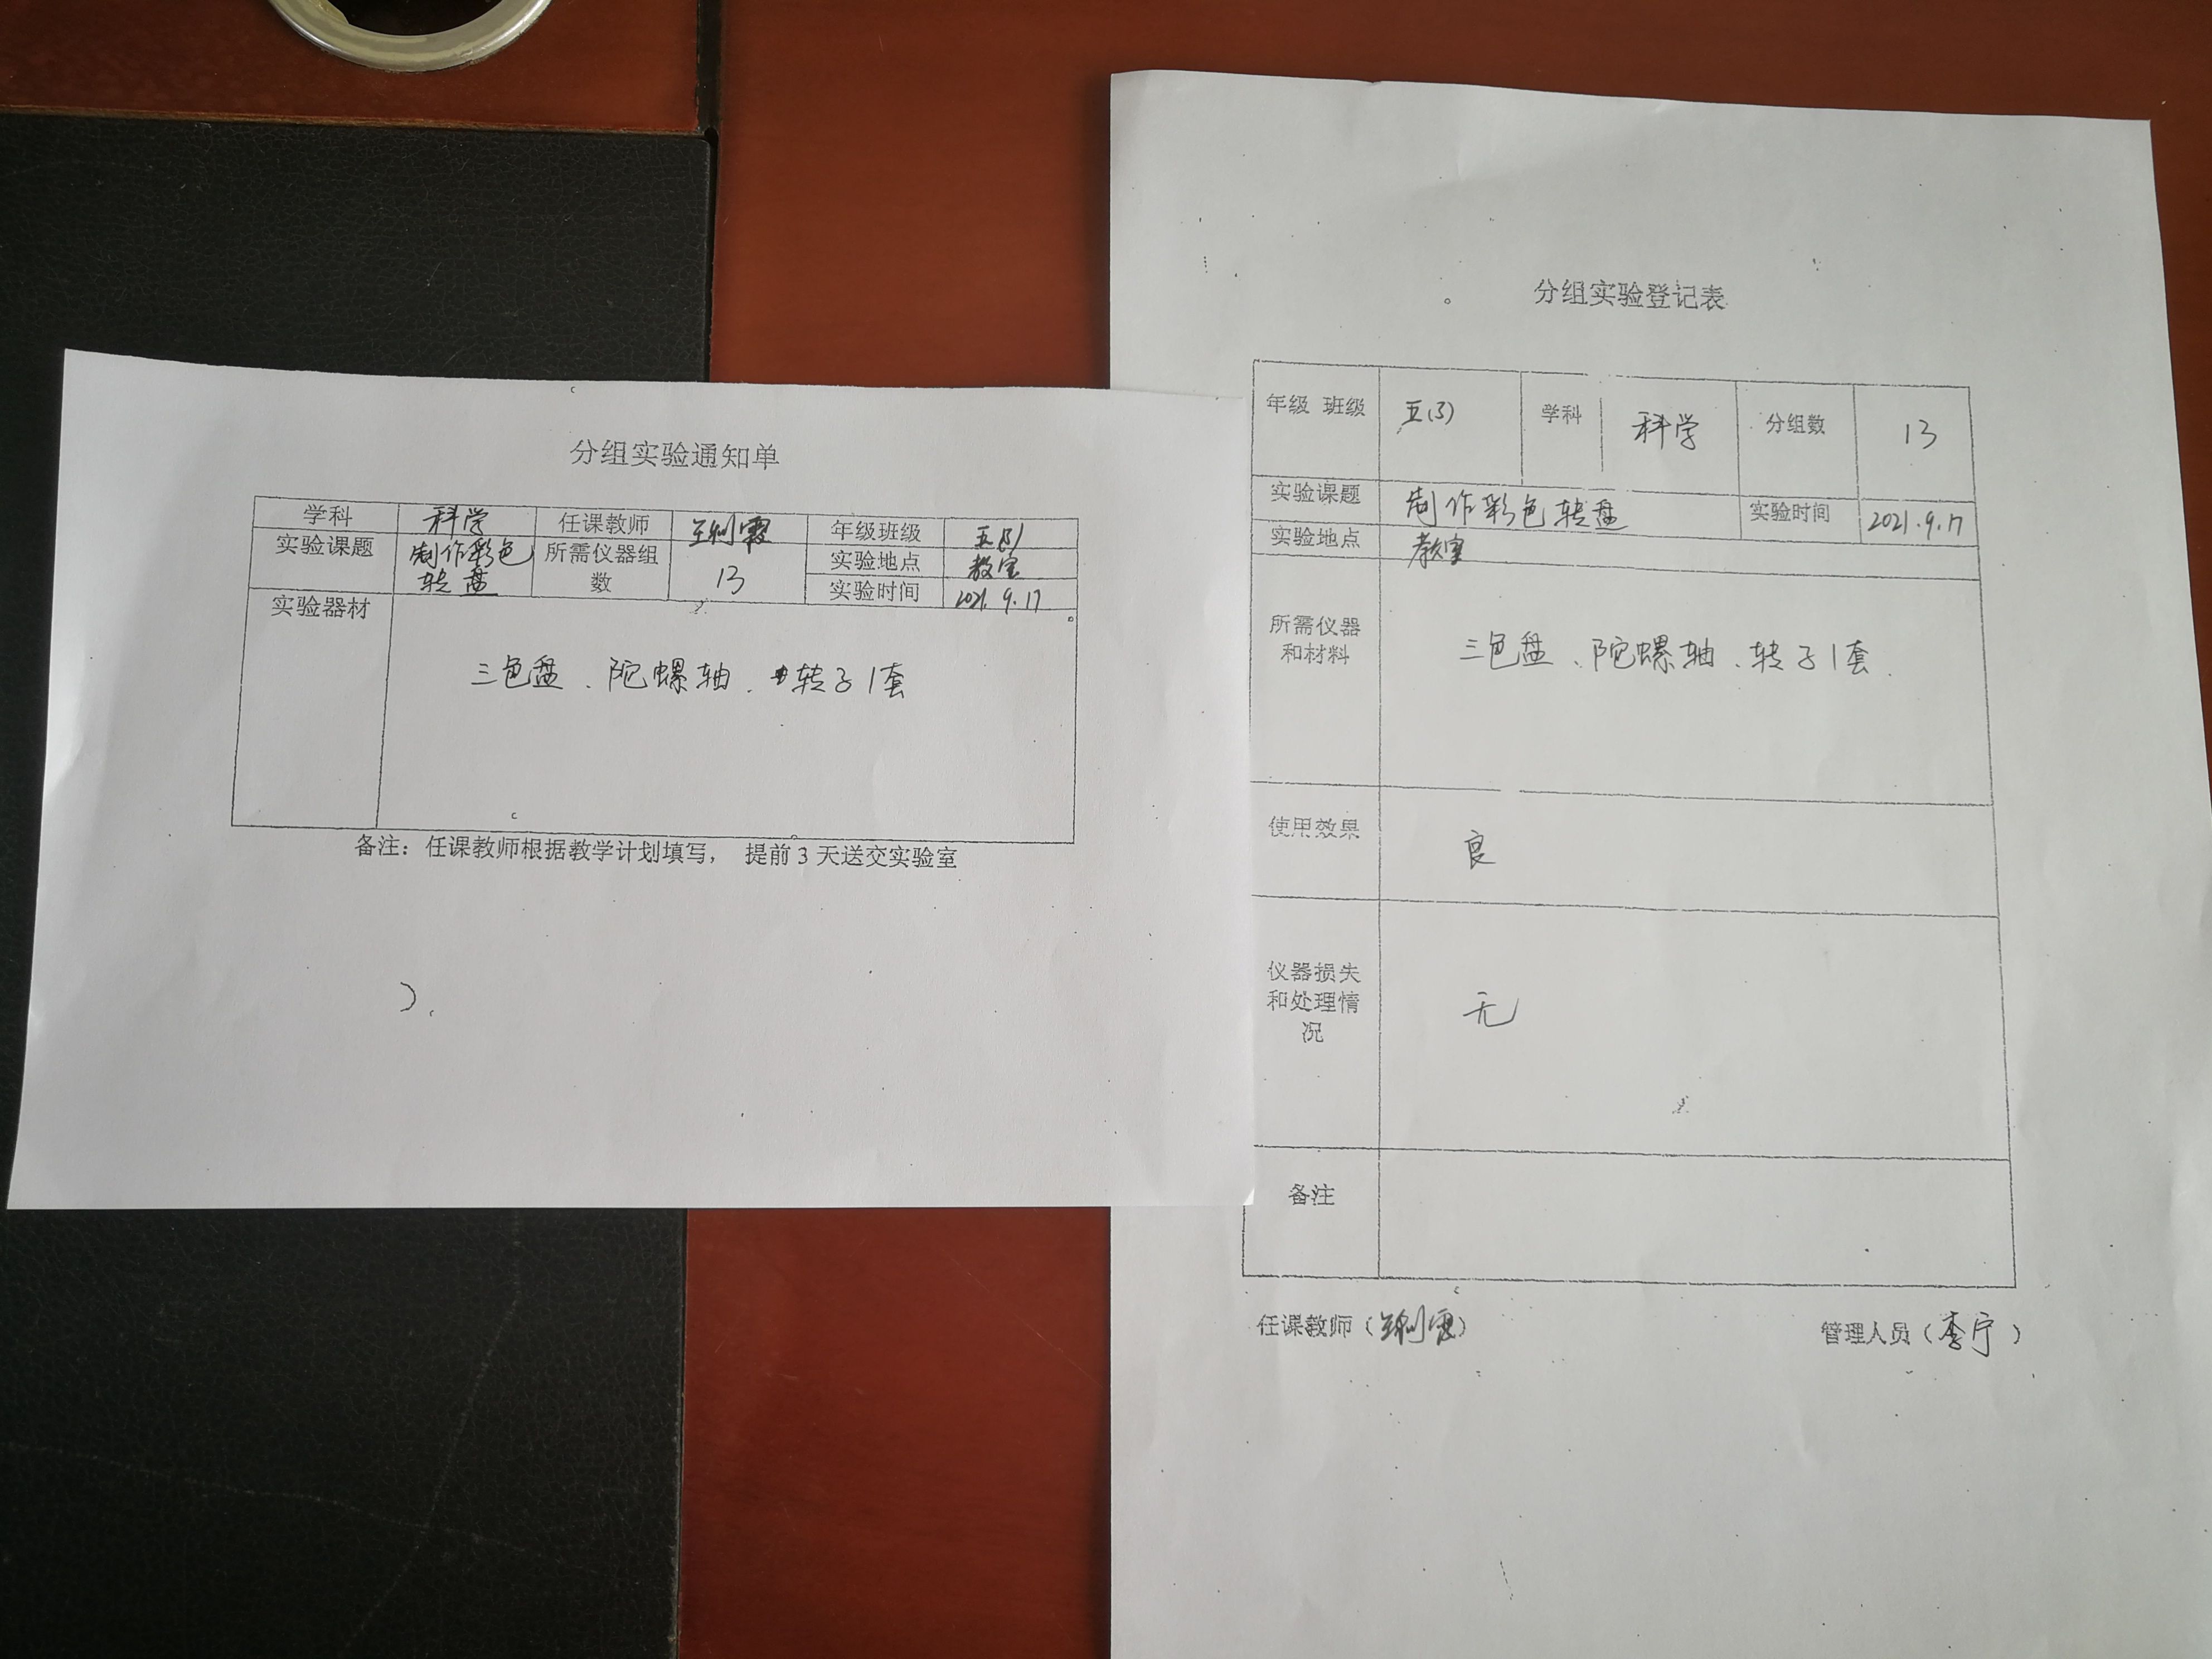 分组实验通知单
学科 科学 任课教师 年级班级 五(3)
实验课题 制作彩色转盘 所需仪器组数 13 实验地点 教室
实验时间 2021.9.17
实验器材 三色盘、陀螺轴、转子1套
备注：任课教师根据教学计划填写， 提前3天送交实验室
分组实验登记表
年级 班级 五(3) 学科 科学 分组数 13
实验课题 制作彩色转盘 实验时间 2021.9.17
实验地点 教室
所需仪器和材料 三色盘、陀螺轴、转子1套.
使用效果 良
仪器损失和处理情况 无
备注
任课教师（ ） 管理人员（李宁）